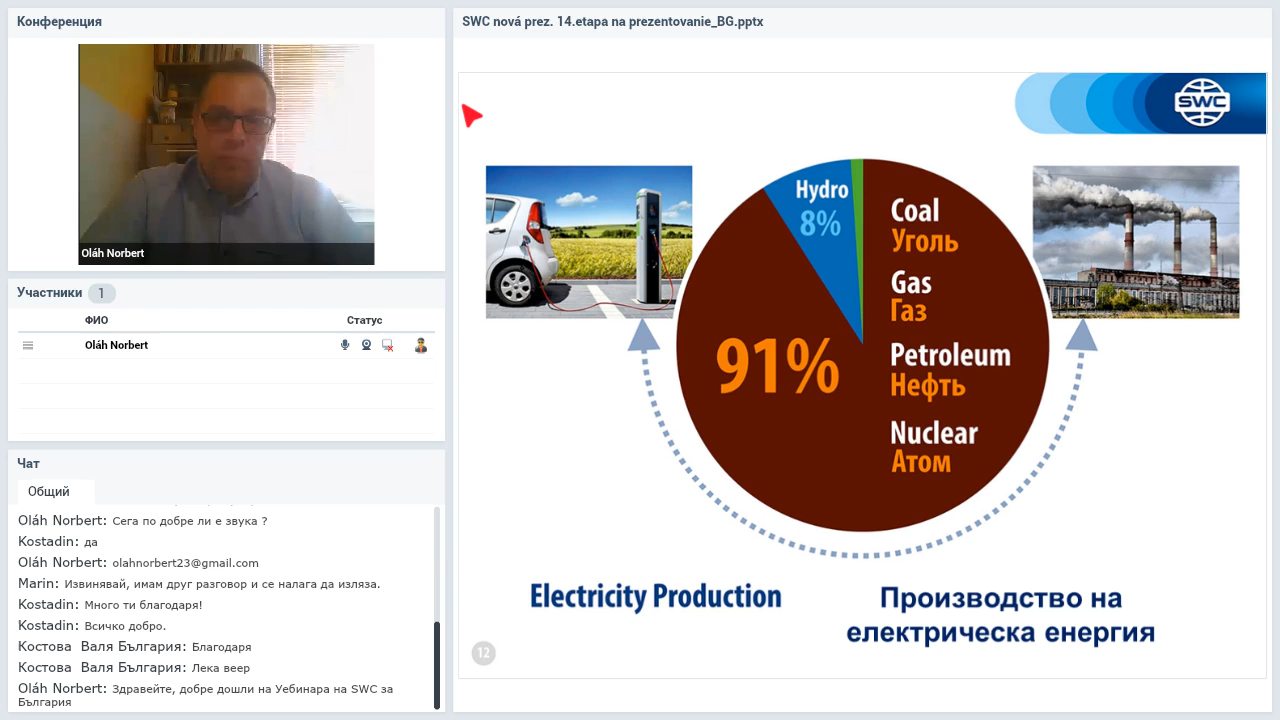 Конференция
Oláh Norbert
Участники 1
ФИО Статус
Oláh Norbert
Чат
Общий
Oláh Norbert: Сега по добре ли е звука ?
Kostadin: да
Oláh Norbert: olahnorbert23@gmail.com
Marin: Извинявай, имам друг разговор и се налага да изляза.
Kostadin: Много ти благодаря!
Kostadin: Всичко добро.
Костова Валя България: Благодаря
Костова Валя България: Лека веер
Oláh Norbert: Здравейте, добре дошли на Уебинара на SWC за
България
SWC nová prez. 14.etapa na prezentovanie_BG.pptx
SWC
Hydro
8%
91%
Coal
Уголь
Gas
Газ
Petroleum
Нефть
Nuclear
Атом
Electricity Production
Производство на
електрическа енергия
12